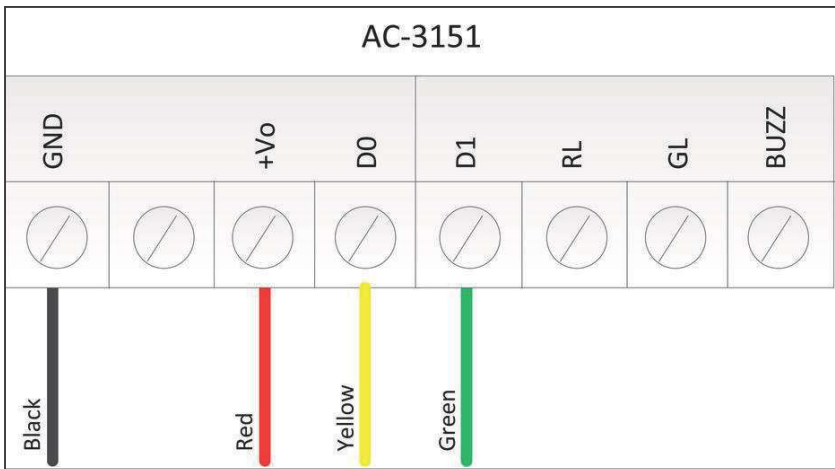 AC-3151
GND
+Vo
D0
D1
RL
GL
BUZZ
Black
Red
Yellow
Green